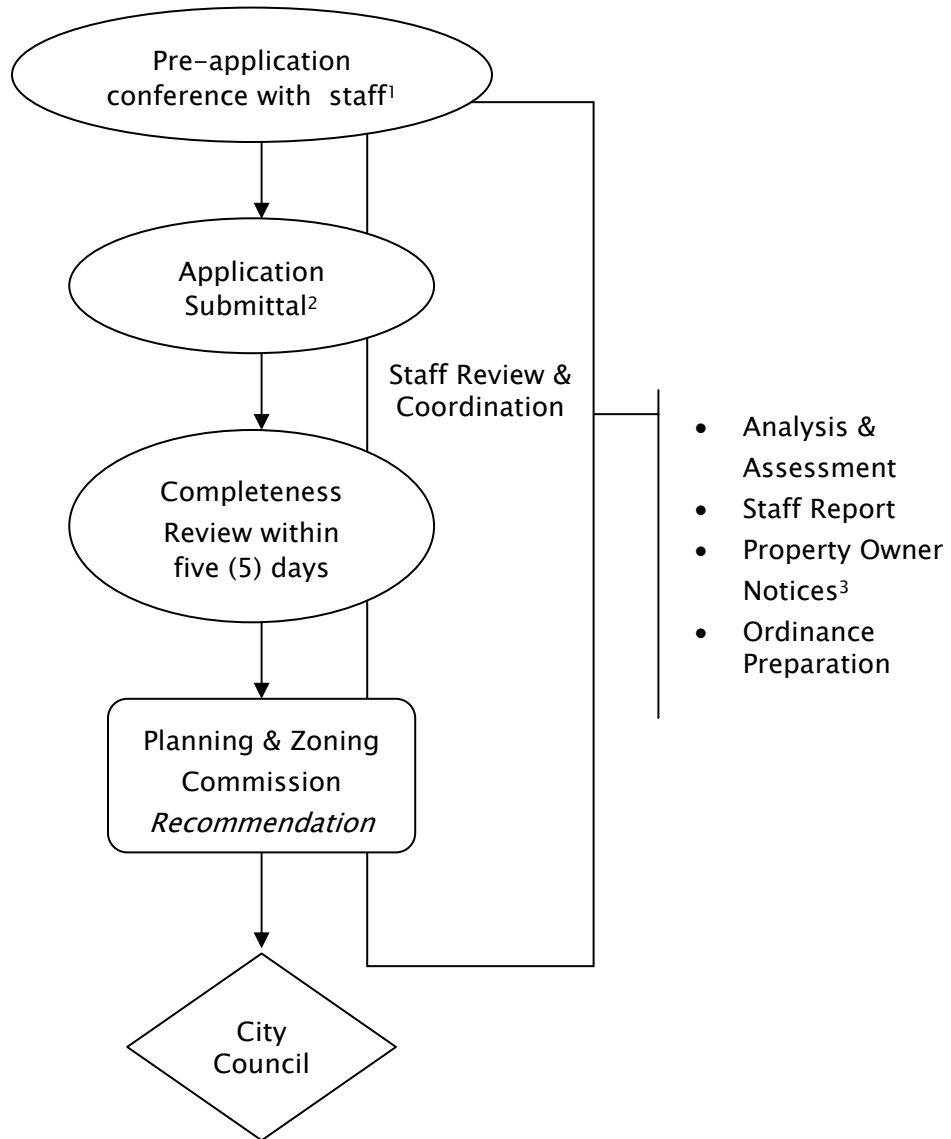 Pre-application
conference with staff¹
Application
Submittal²
Completeness
Review within
five (5) days
Planning & Zoning
Commission
Recommendation
City
Council
Staff Review &
Coordination
• Analysis &
Assessment
• Staff Report
• Property Owner
Notices³
• Ordinance
Preparation